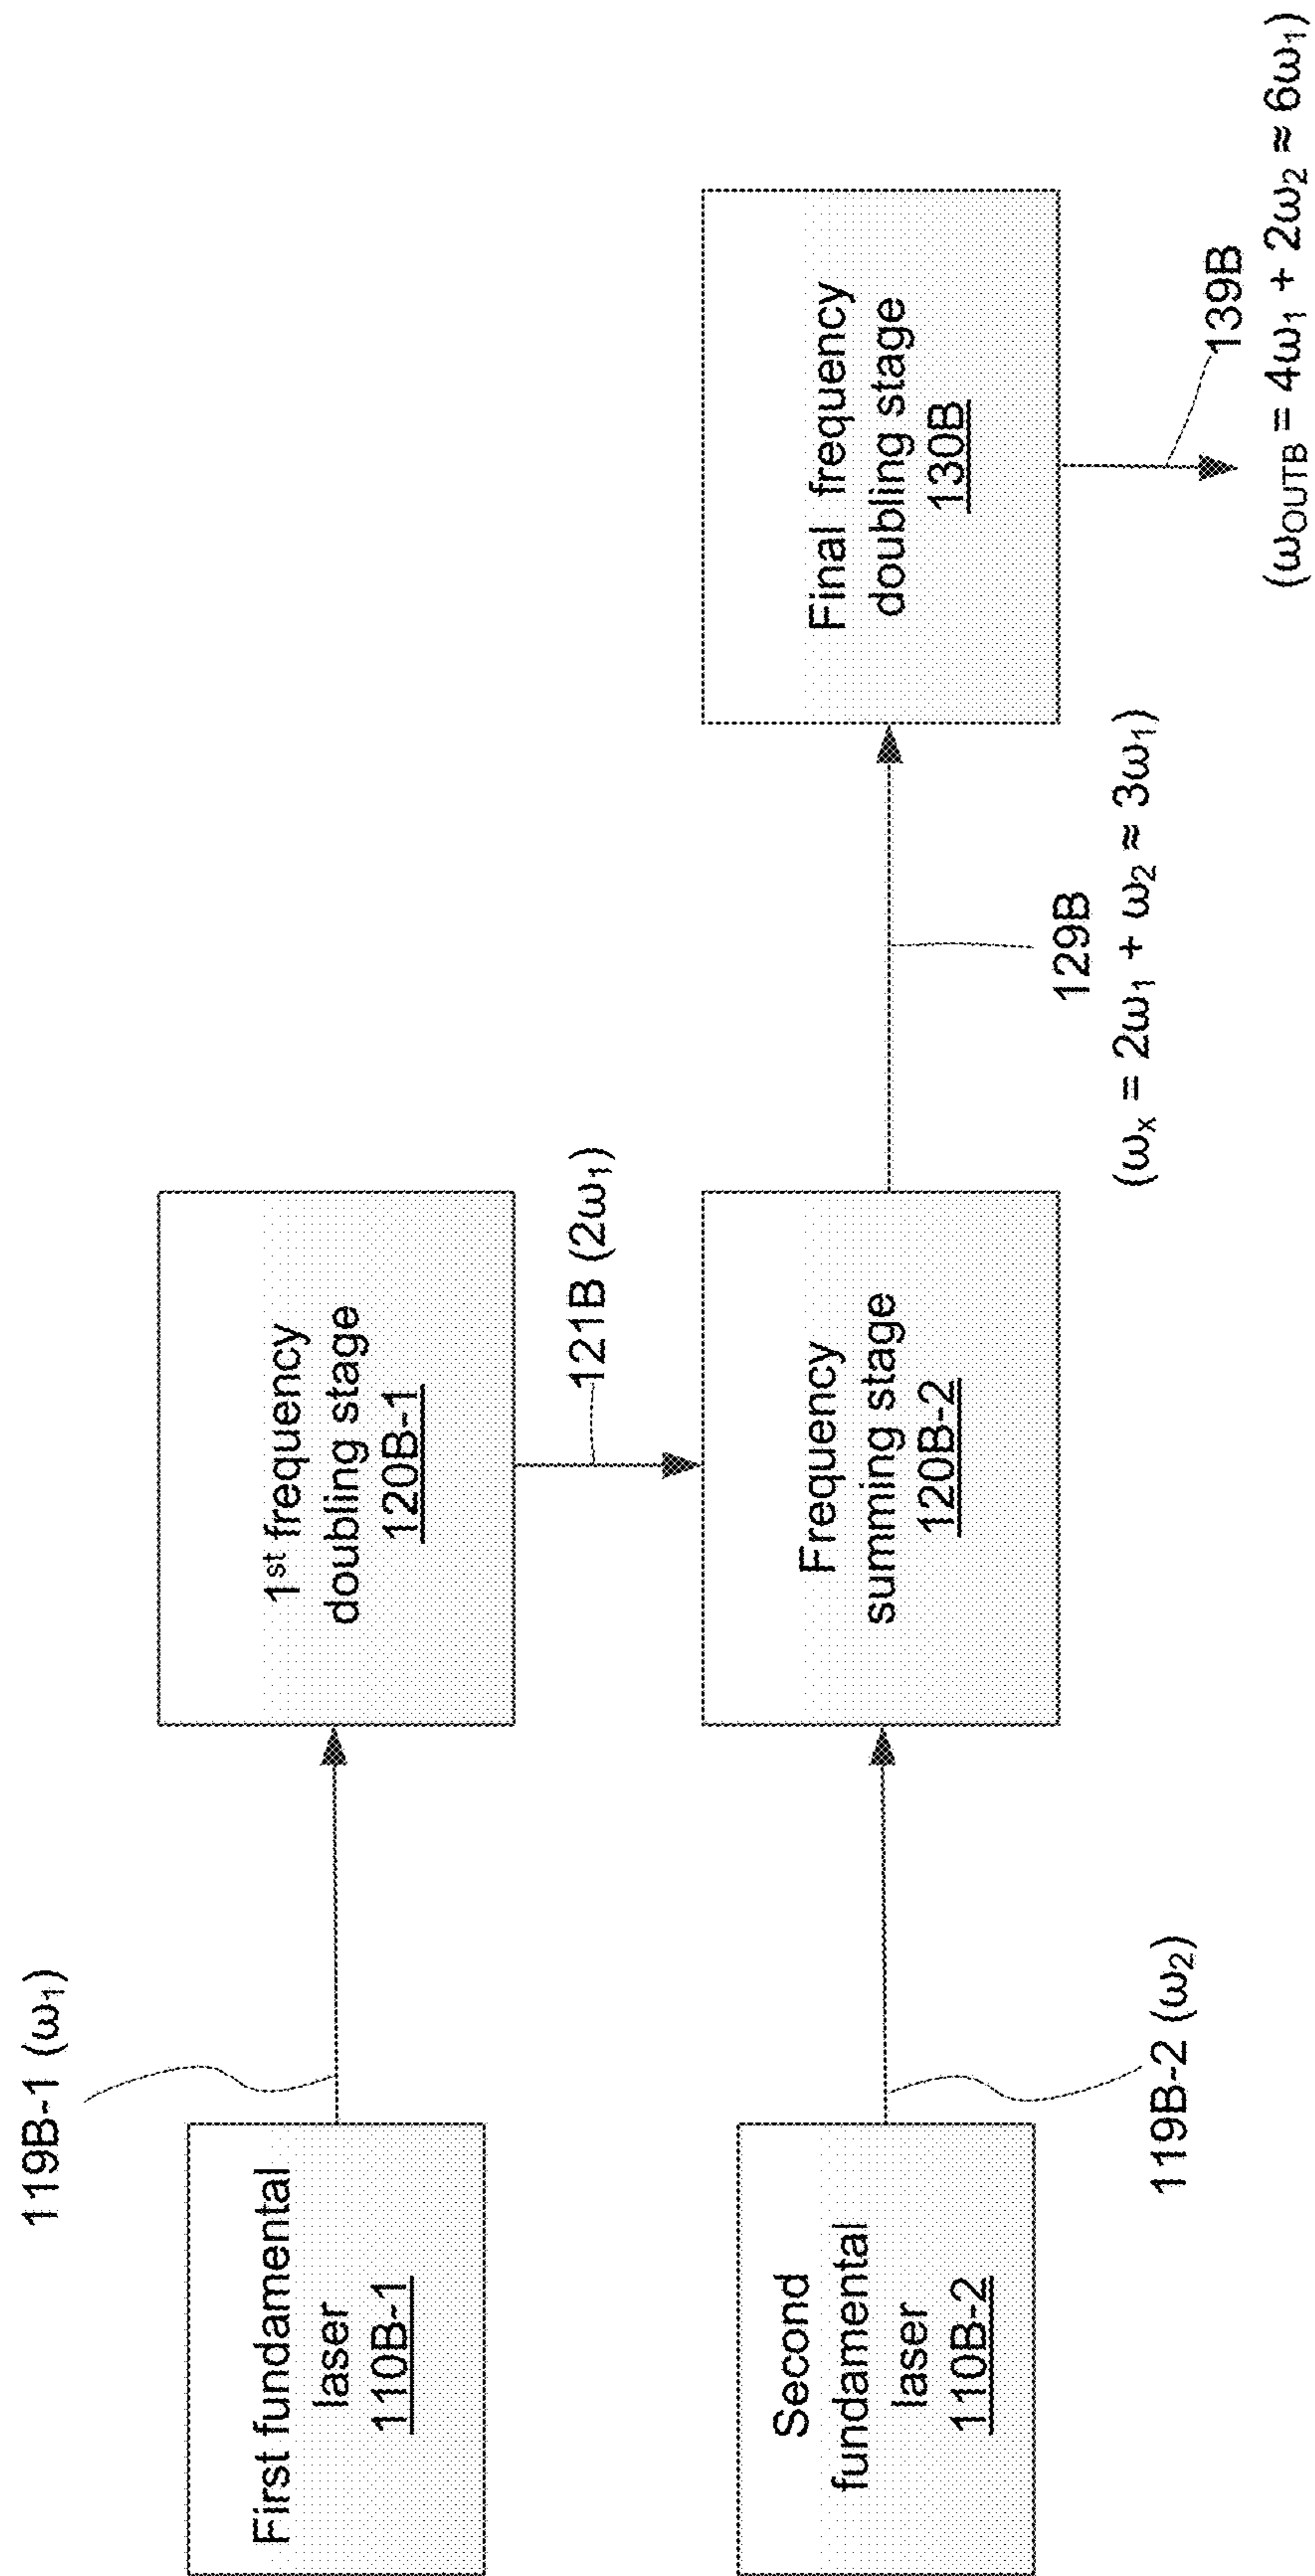 119B-1 (ω₁)
First fundamental
laser
110B-1
1st frequency
doubling stage
120B-1
121B (2ω₁)
Second
fundamental
laser
110B-2
119B-2 (ω₂)
Frequency
summing stage
120B-2
129B
(ωₓ = 2ω₁ + ω₂ ≈ 3ω₁)
Final frequency
doubling stage
130B
139B
(ωOUTB = 4ω₁ + 2ω₂ ≈ 6ω₁)